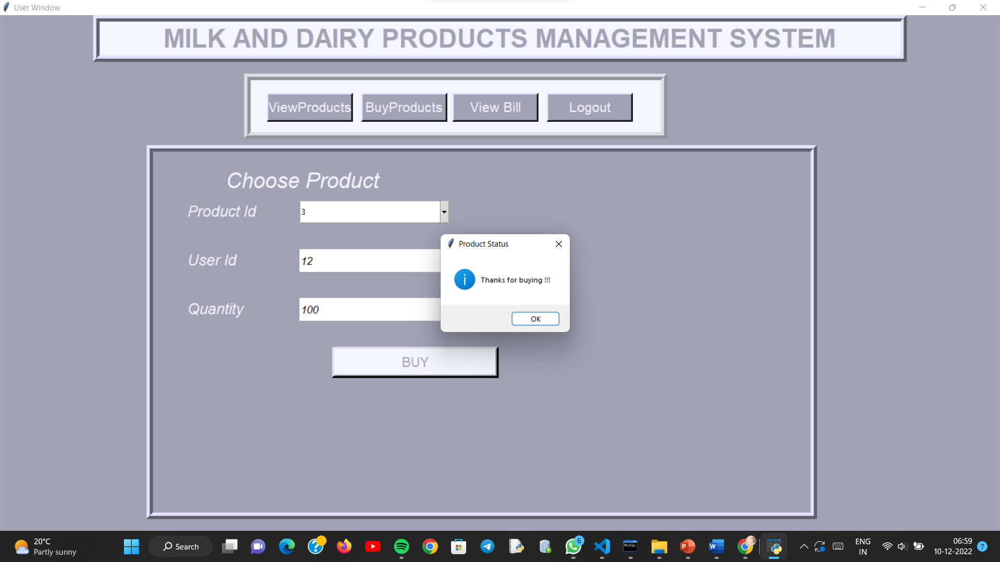 User Window
MILK AND DAIRY PRODUCTS MANAGEMENT SYSTEM
ViewProducts BuyProducts View Bill Logout
Choose Product
Product Id 3
Product Status
User Id 12
Thanks for buying !!!
Quantity 100
OK
BUY
20°C
Partly sunny
Search
6
MySQL
P
W
ENG
IN
06:59
10-12-2022
7